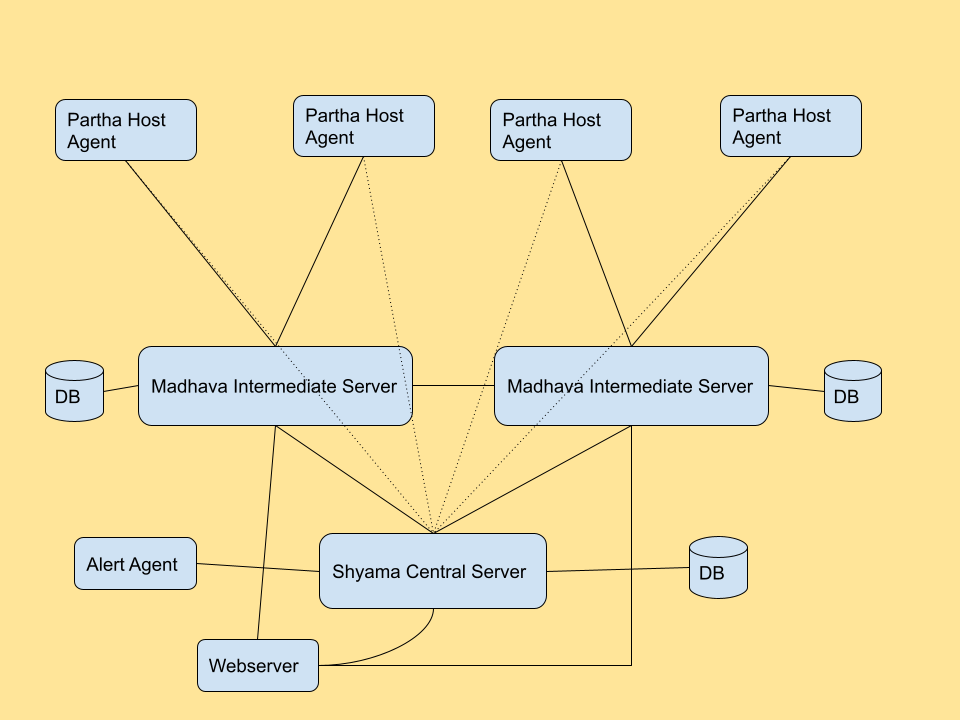 Partha Host
Agent
Partha Host
Agent
Partha Host
Agent
Partha Host
Agent
DB
Madhava Intermediate Server
Madhava Intermediate Server
DB
Alert Agent
Shyama Central Server
DB
Webserver